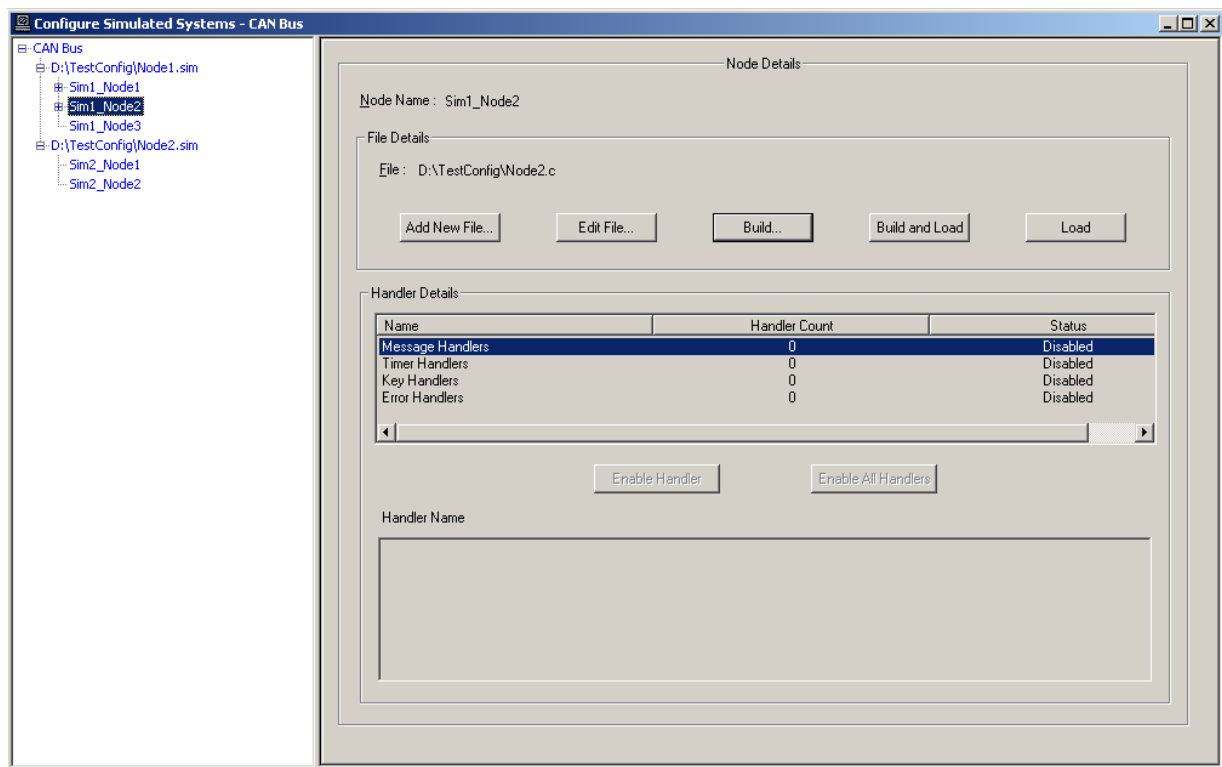 Configure Simulated Systems - CAN Bus
CAN Bus
D:\TestConfig\Node1.sim
Sim1_Node1
Sim1_Node2
Sim1_Node3
D:\TestConfig\Node2.sim
Sim2_Node1
Sim2_Node2
Node Details
Node Name : Sim1_Node2
File Details
File : D:\TestConfig\Node2.c
Add New File... Edit File... Build... Build and Load Load
Handler Details
Name Handler Count Status
Message Handlers 0 Disabled
Timer Handlers 0 Disabled
Key Handlers 0 Disabled
Error Handlers 0 Disabled
Enable Handler Enable All Handlers
Handler Name